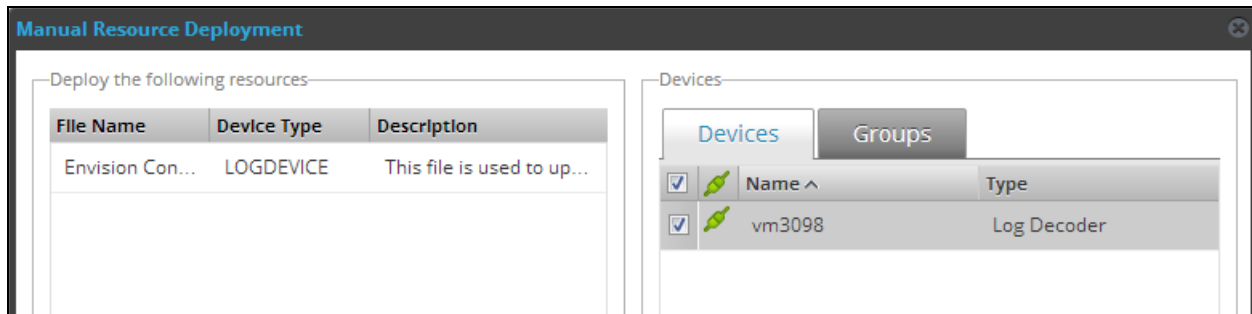 Manual Resource Deployment
Deploy the following resources
File Name Device Type Description
Envision Con... LOGDEVICE This file is used to up...
Devices
Devices Groups
Name Type
vm3098 Log Decoder